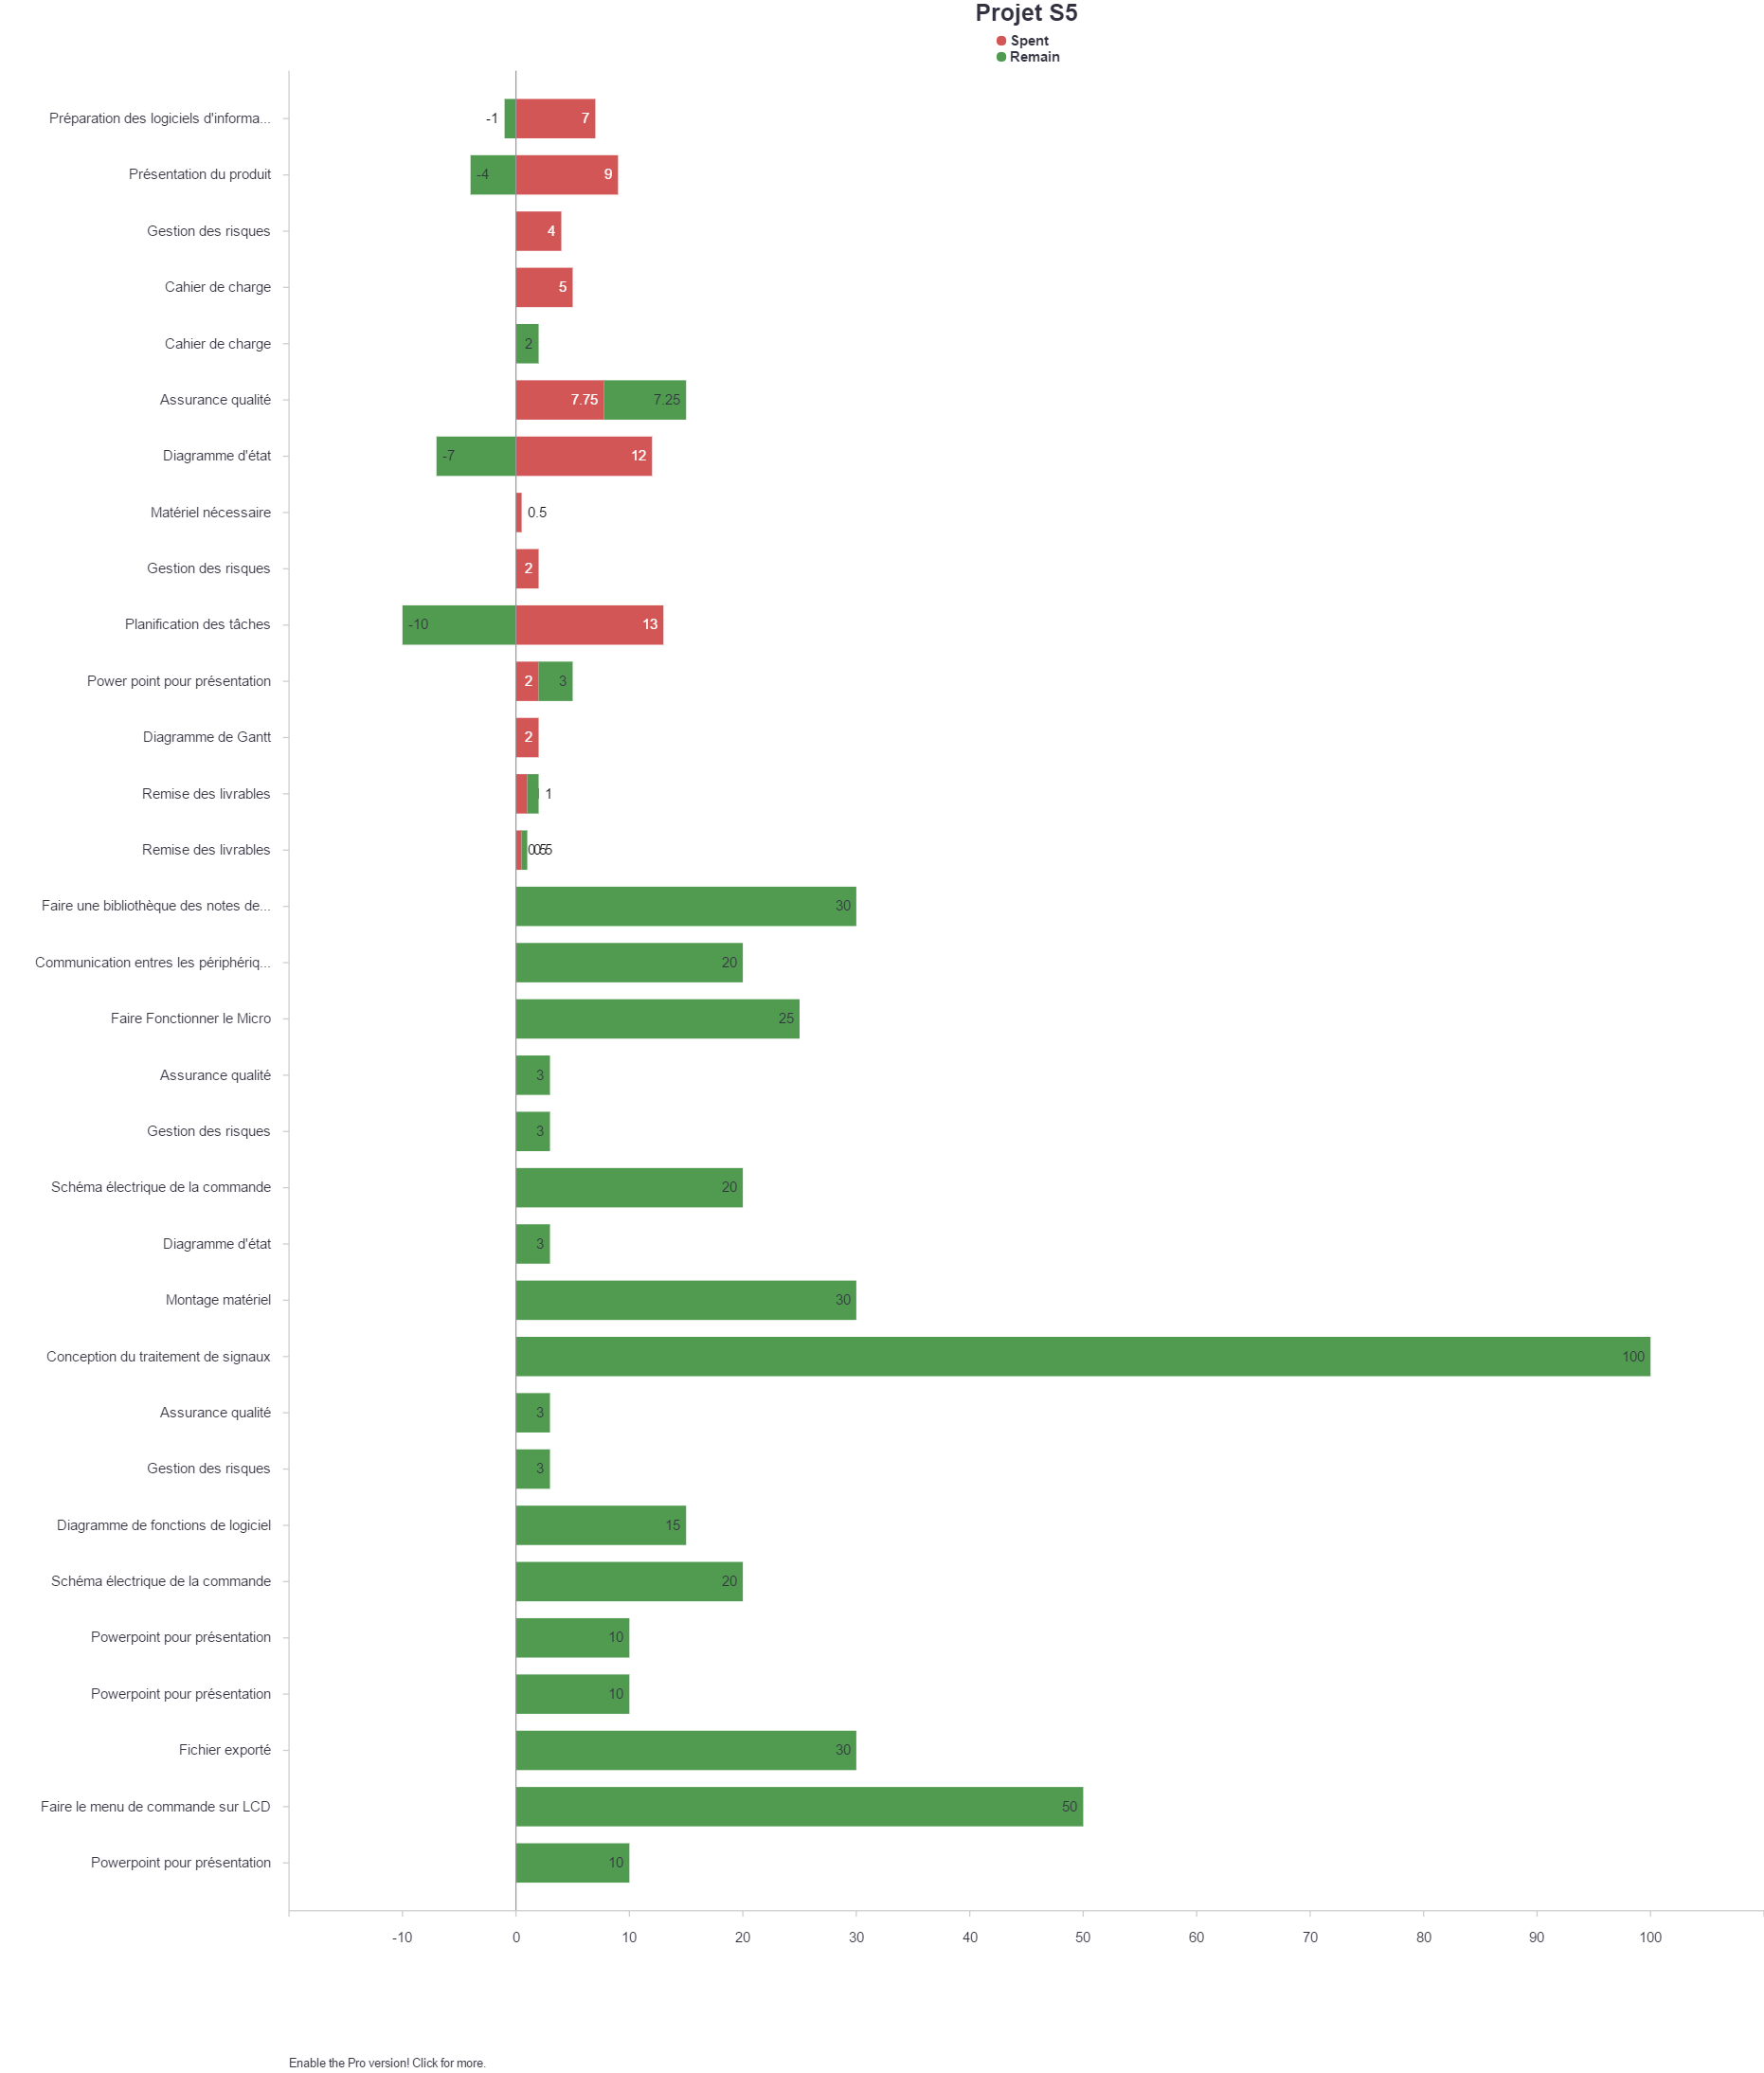 Projet S5
Spent
Remain
Préparation des logiciels d'informa... -1 7
Présentation du produit -4 9
Gestion des risques 4
Cahier de charge 5
Cahier de charge 2
Assurance qualité 7.75 7.25
Diagramme d'état -7 12
Matériel nécessaire 0.5
Gestion des risques 2
Planification des tâches -10 13
Power point pour présentation 2 3
Diagramme de Gantt 2
Remise des livrables 1
Remise des livrables
Faire une bibliothèque des notes de... 30
Communication entres les périphériq... 20
Faire Fonctionner le Micro 25
Assurance qualité 3
Gestion des risques 3
Schéma électrique de la commande 20
Diagramme d'état 3
Montage matériel 30
Conception du traitement de signaux 100
Assurance qualité 3
Gestion des risques 3
Diagramme de fonctions de logiciel 15
Schéma électrique de la commande 20
Powerpoint pour présentation 10
Powerpoint pour présentation 10
Fichier exporté 30
Faire le menu de commande sur LCD 50
Powerpoint pour présentation 10
-10 0 10 20 30 40 50 60 70 80 90 100
Enable the Pro version! Click for more.